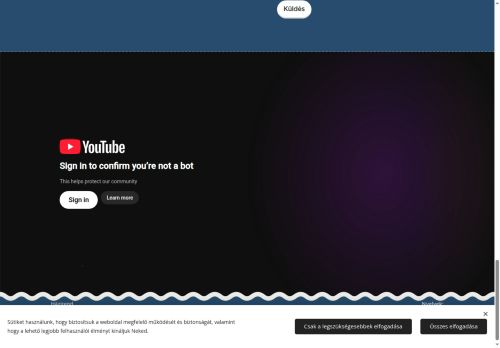 Küldés
YouTube
Sign in to confirm you're not a bot
This helps protect our community
Sign in
Learn more
Sütiket használunk, hogy biztosítsuk a weboldal megfelelő működését és biztonságát, valamint
hogy a lehető legjobb felhasználói élményt kínáljuk Neked.
Csak a legszükségesebbek elfogadása
Összes elfogadása